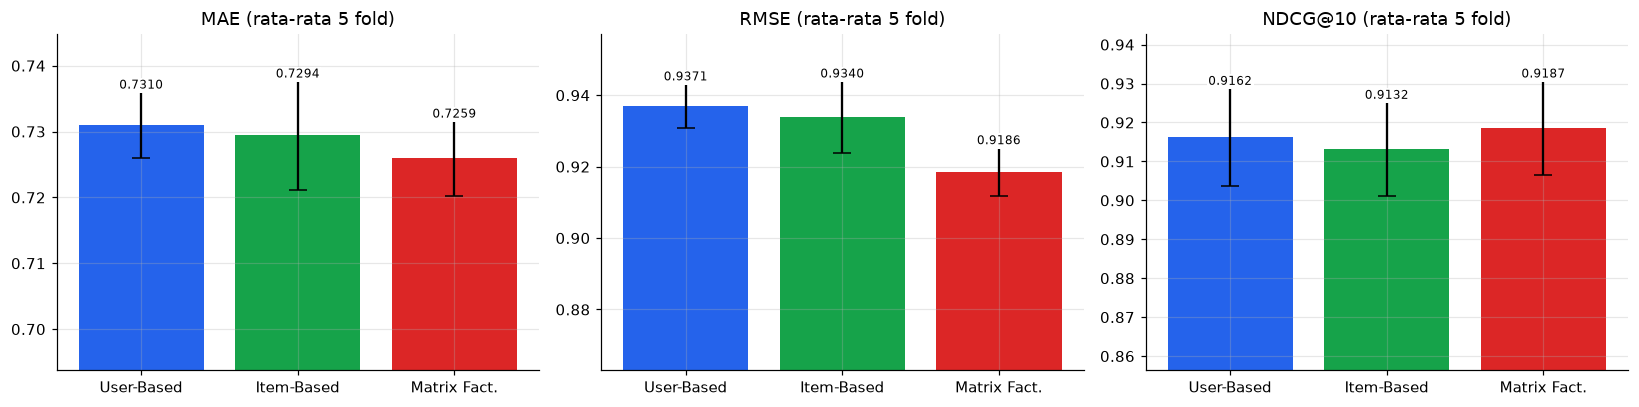 MAE (rata-rata 5 fold)
0.74
0.73
0.72
0.71
0.70
0.7310
0.7294
0.7259
User-Based
Item-Based
Matrix Fact.
RMSE (rata-rata 5 fold)
0.94
0.92
0.90
0.88
0.9371
0.9340
0.9186
User-Based
Item-Based
Matrix Fact.
NDCG@10 (rata-rata 5 fold)
0.94
0.93
0.92
0.91
0.90
0.89
0.88
0.87
0.86
0.9162
0.9132
0.9187
User-Based
Item-Based
Matrix Fact.